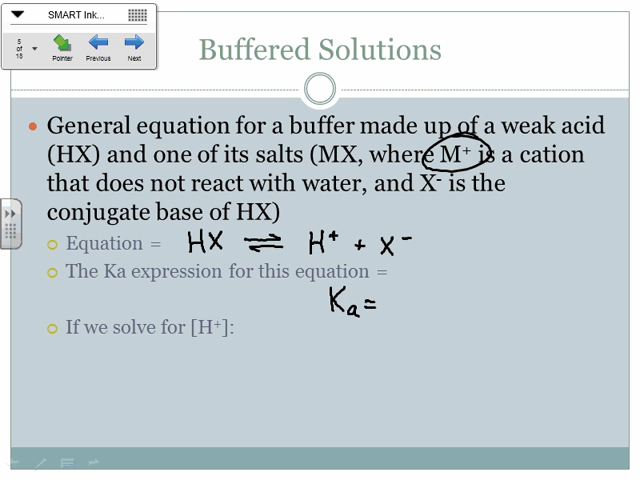 SMART Ink...
5 of 18
Pointer Previous Next
Buffered Solutions
General equation for a buffer made up of a weak acid
(HX) and one of its salts (MX, where M⁺ is a cation
that does not react with water, and X⁻ is the
conjugate base of HX)
Equation = HX ⇌ H⁺ + X⁻
The Ka expression for this equation =
Ka =
If we solve for [H⁺]: